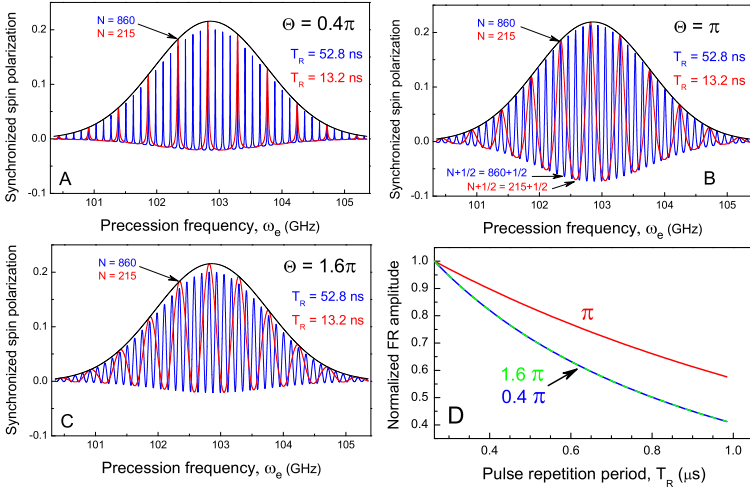 N = 860
N = 215
Θ = 0.4π
T_R = 52.8 ns
T_R = 13.2 ns
0.2
0.1
0.0
-0.1
Synchronized spin polarization
A
101 102 103 104 105
Precession frequency, ω_e (GHz)
N = 860
N = 215
Θ = π
T_R = 52.8 ns
T_R = 13.2 ns
0.2
0.1
0.0
-0.1
Synchronized spin polarization
N+1/2 = 860+1/2
N+1/2 = 215+1/2
B
101 102 103 104 105
Precession frequency, ω_e (GHz)
N = 860
N = 215
Θ = 1.6π
T_R = 52.8 ns
T_R = 13.2 ns
0.2
0.1
0.0
-0.1
Synchronized spin polarization
C
101 102 103 104 105
Precession frequency, ω_e (GHz)
1.0
0.9
0.8
0.7
0.6
0.5
0.4
Normalized FR amplitude
π
1.6 π
0.4 π
D
0.4 0.6 0.8 1.0
Pulse repetition period, T_R (μs)